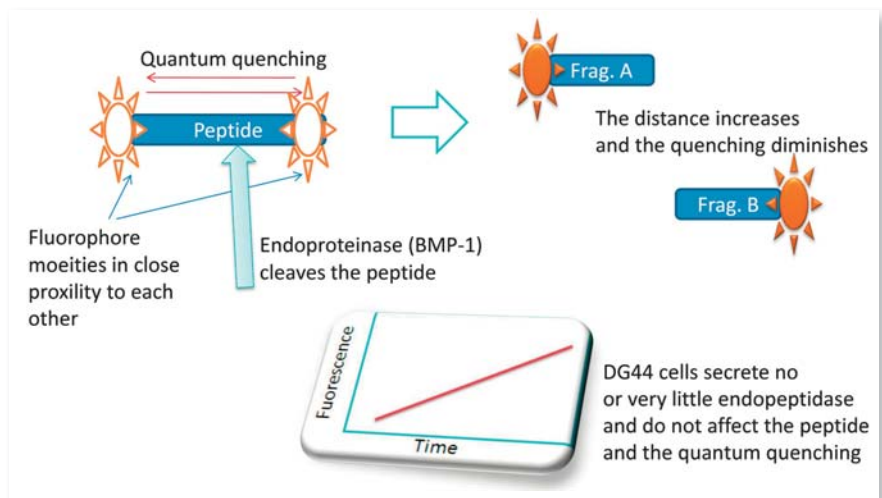 Quantum quenching
Peptide
Frag. A
The distance increases
and the quenching diminishes
Frag. B
Fluorophore
moeities in close
proxility to each
other
Endoproteinase (BMP-1)
cleaves the peptide
Fuorescence
Time
DG44 cells secrete no
or very little endopeptidase
and do not affect the peptide
and the quantum quenching